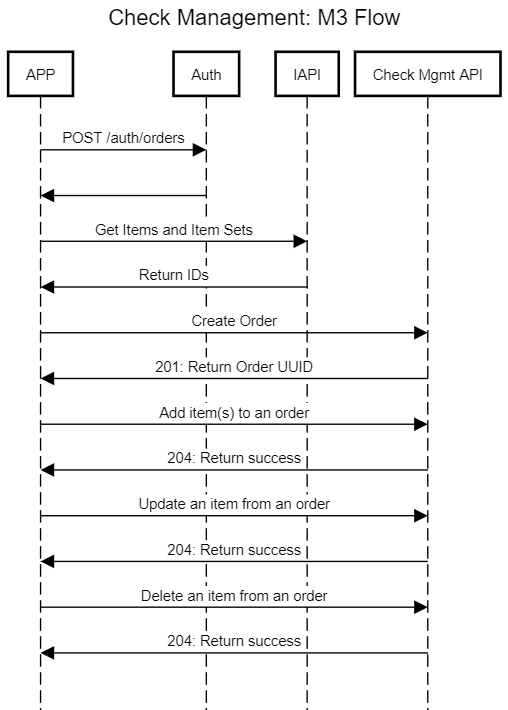 Check Management: M3 Flow
APP
Auth
IAPI
Check Mgmt API
POST /auth/orders
Get Items and Item Sets
Return IDs
Create Order
201: Return Order UUID
Add item(s) to an order
204: Return success
Update an item from an order
204: Return success
Delete an item from an order
204: Return success